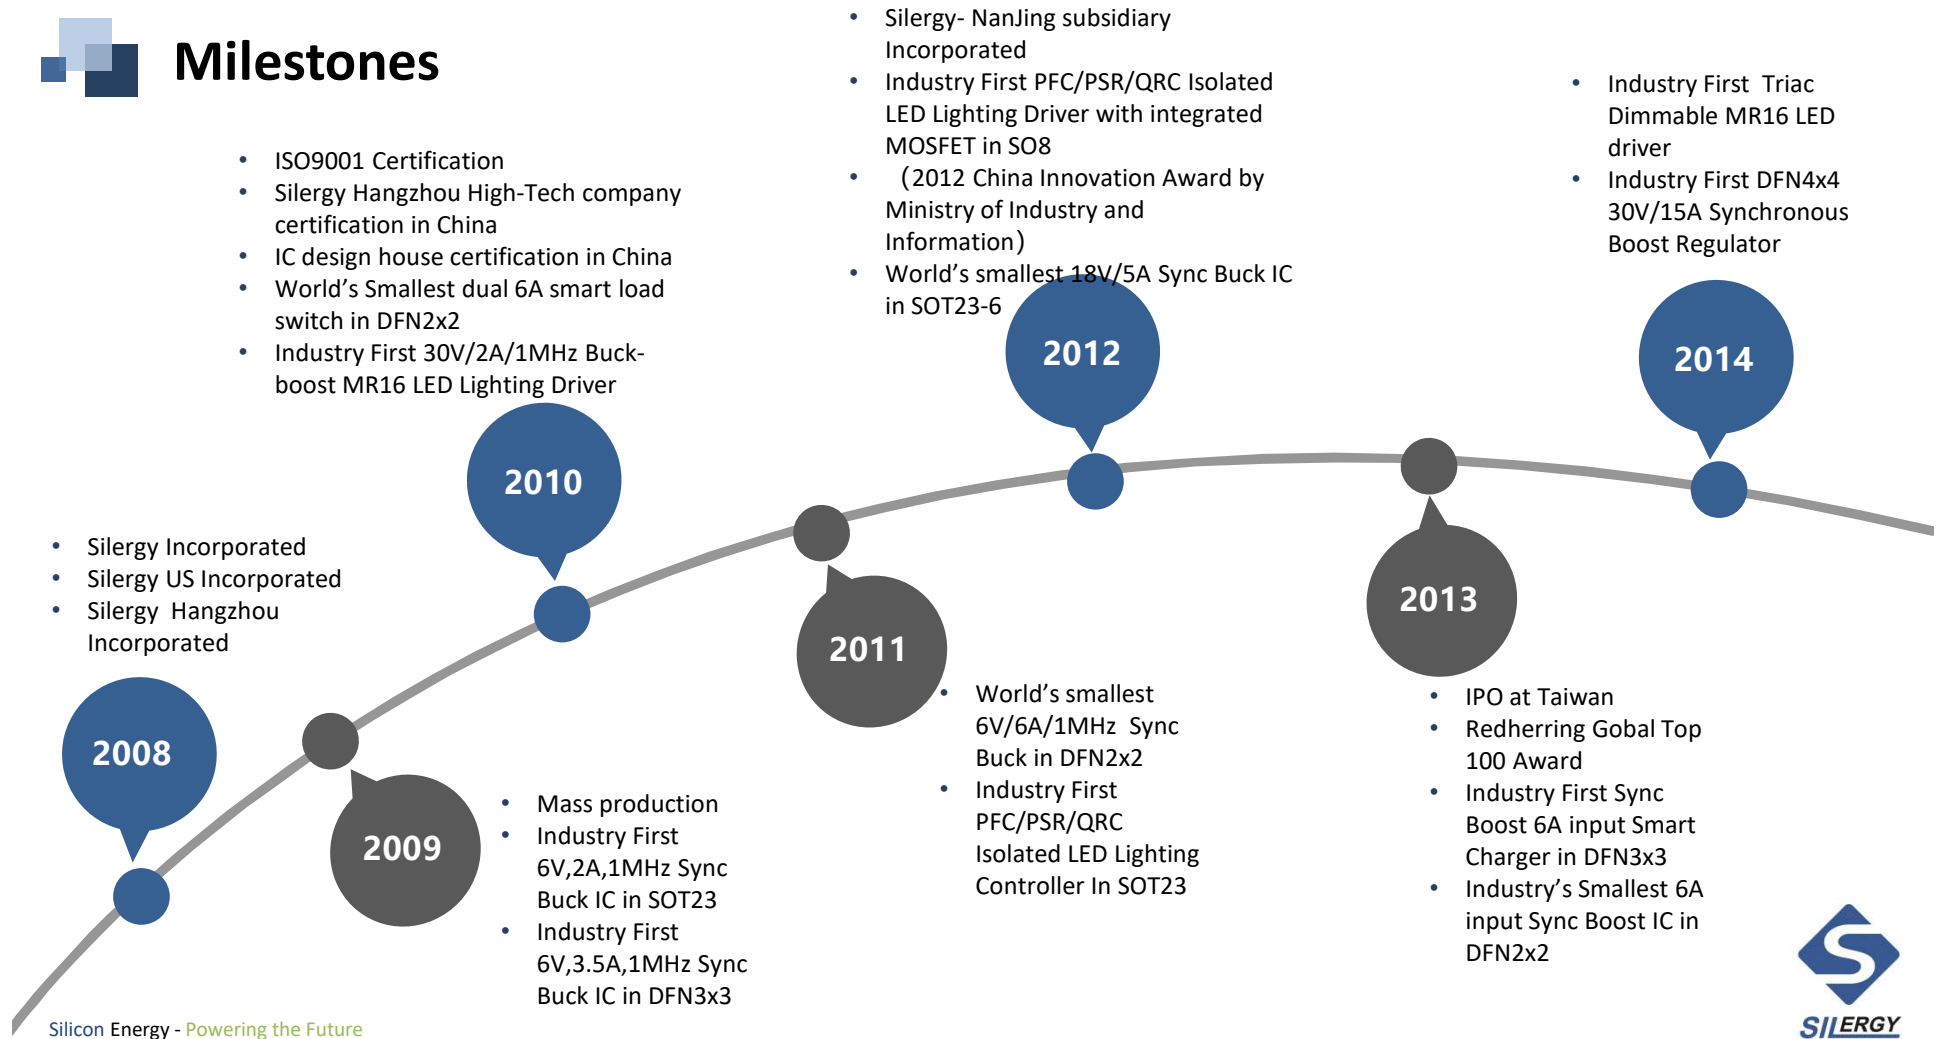 Milestones
• Silergy Incorporated
• Silergy US Incorporated
• Silergy  Hangzhou
Incorporated
2008
2009
• Mass production
• Industry First
6V,2A,1MHz Sync
Buck IC in SOT23
• Industry First
6V,3.5A,1MHz Sync
Buck IC in DFN3x3
• ISO9001 Certification
• Silergy Hangzhou High-Tech company
certification in China
• IC design house certification in China
• World’s Smallest dual 6A smart load
switch in DFN2x2
• Industry First 30V/2A/1MHz Buck-
boost MR16 LED Lighting Driver
2010
2011
• World’s smallest
6V/6A/1MHz  Sync
Buck in DFN2x2
• Industry First
PFC/PSR/QRC
Isolated LED Lighting
Controller In SOT23
• Silergy- NanJing subsidiary
Incorporated
• Industry First PFC/PSR/QRC Isolated
LED Lighting Driver with integrated
MOSFET in SO8
• （2012 China Innovation Award by
Ministry of Industry and
Information）
• World’s smallest 18V/5A Sync Buck IC
in SOT23-6
2012
2013
• IPO at Taiwan
• Redherring Gobal Top
100 Award
• Industry First Sync
Boost 6A input Smart
Charger in DFN3x3
• Industry’s Smallest 6A
input Sync Boost IC in
DFN2x2
• Industry First  Triac
Dimmable MR16 LED
driver
• Industry First DFN4x4
30V/15A Synchronous
Boost Regulator
2014
Silicon Energy - Powering the Future
SILERGY